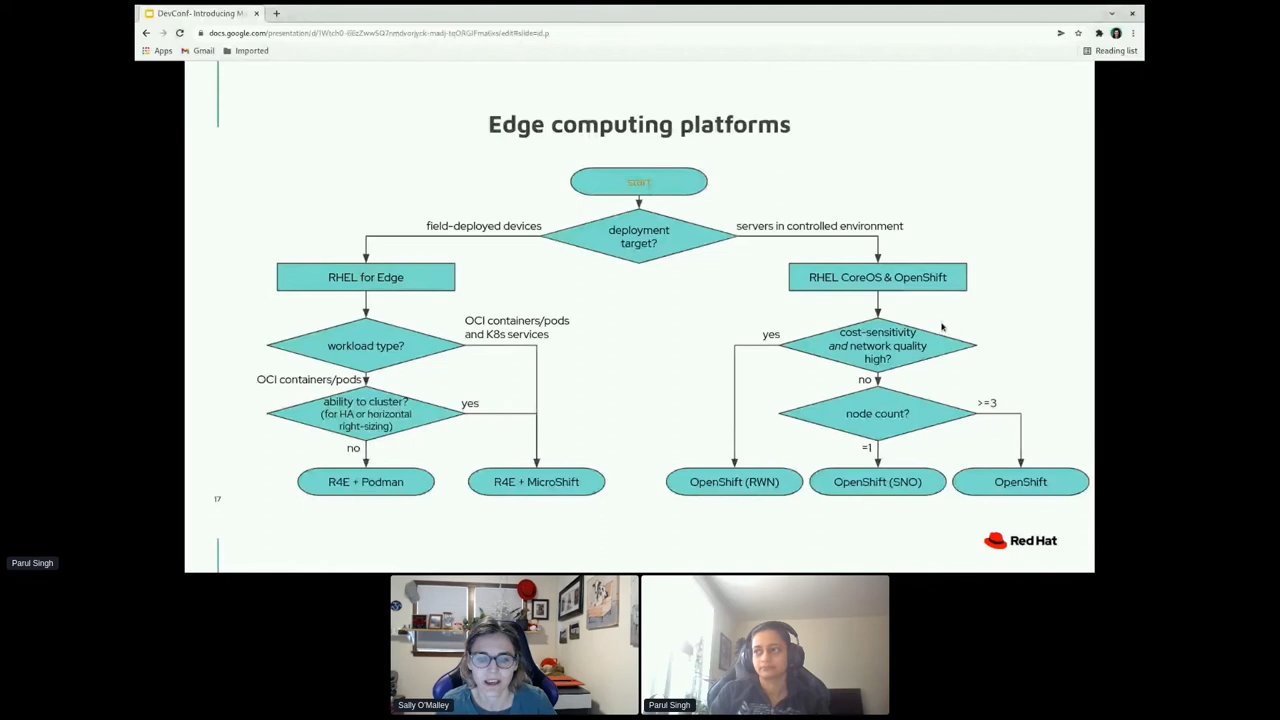 DevConf- Introducing M
Apps
Gmail
Imported
Reading list
Edge computing platforms
START
field-deployed devices
deployment
target?
servers in controlled environment
RHEL for Edge
RHEL CoreOS & OpenShift
OCI containers/pods
and K8s services
workload type?
yes
cost-sensitivity
and network quality
high?
OCI containers/pods
no
ability to cluster?
(for HA or horizontal
right-sizing)
yes
node count?
>=3
no
=1
R4E + Podman
R4E + MicroShift
OpenShift (RWN)
OpenShift (SNO)
OpenShift
17
Red Hat
Parul Singh
Sally O'Malley
Parul Singh